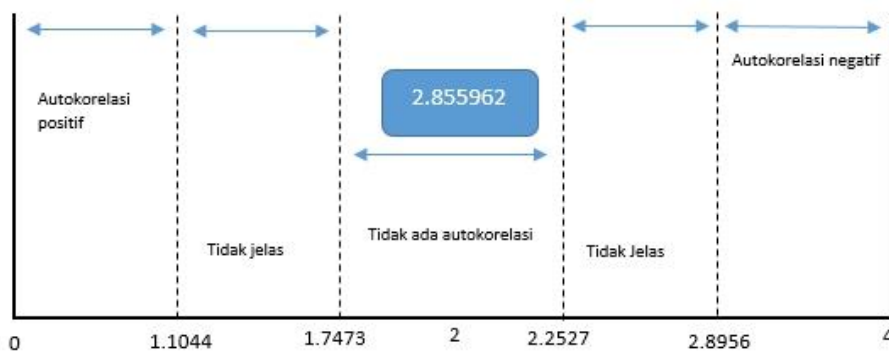 Autokorelasi negatif
2.855962
Autokorelasi
positif
Tidak ada autokorelasi
Tidak jelas
Tidak Jelas
0
1.1044
1.7473
2
2.2527
2.8956
4